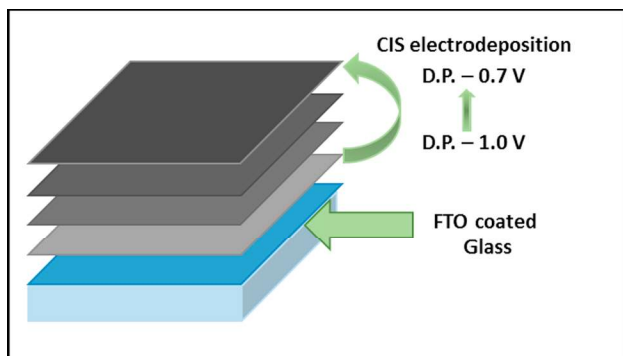 CIS electrodeposition
D.P. – 0.7 V
D.P. – 1.0 V
FTO coated
Glass